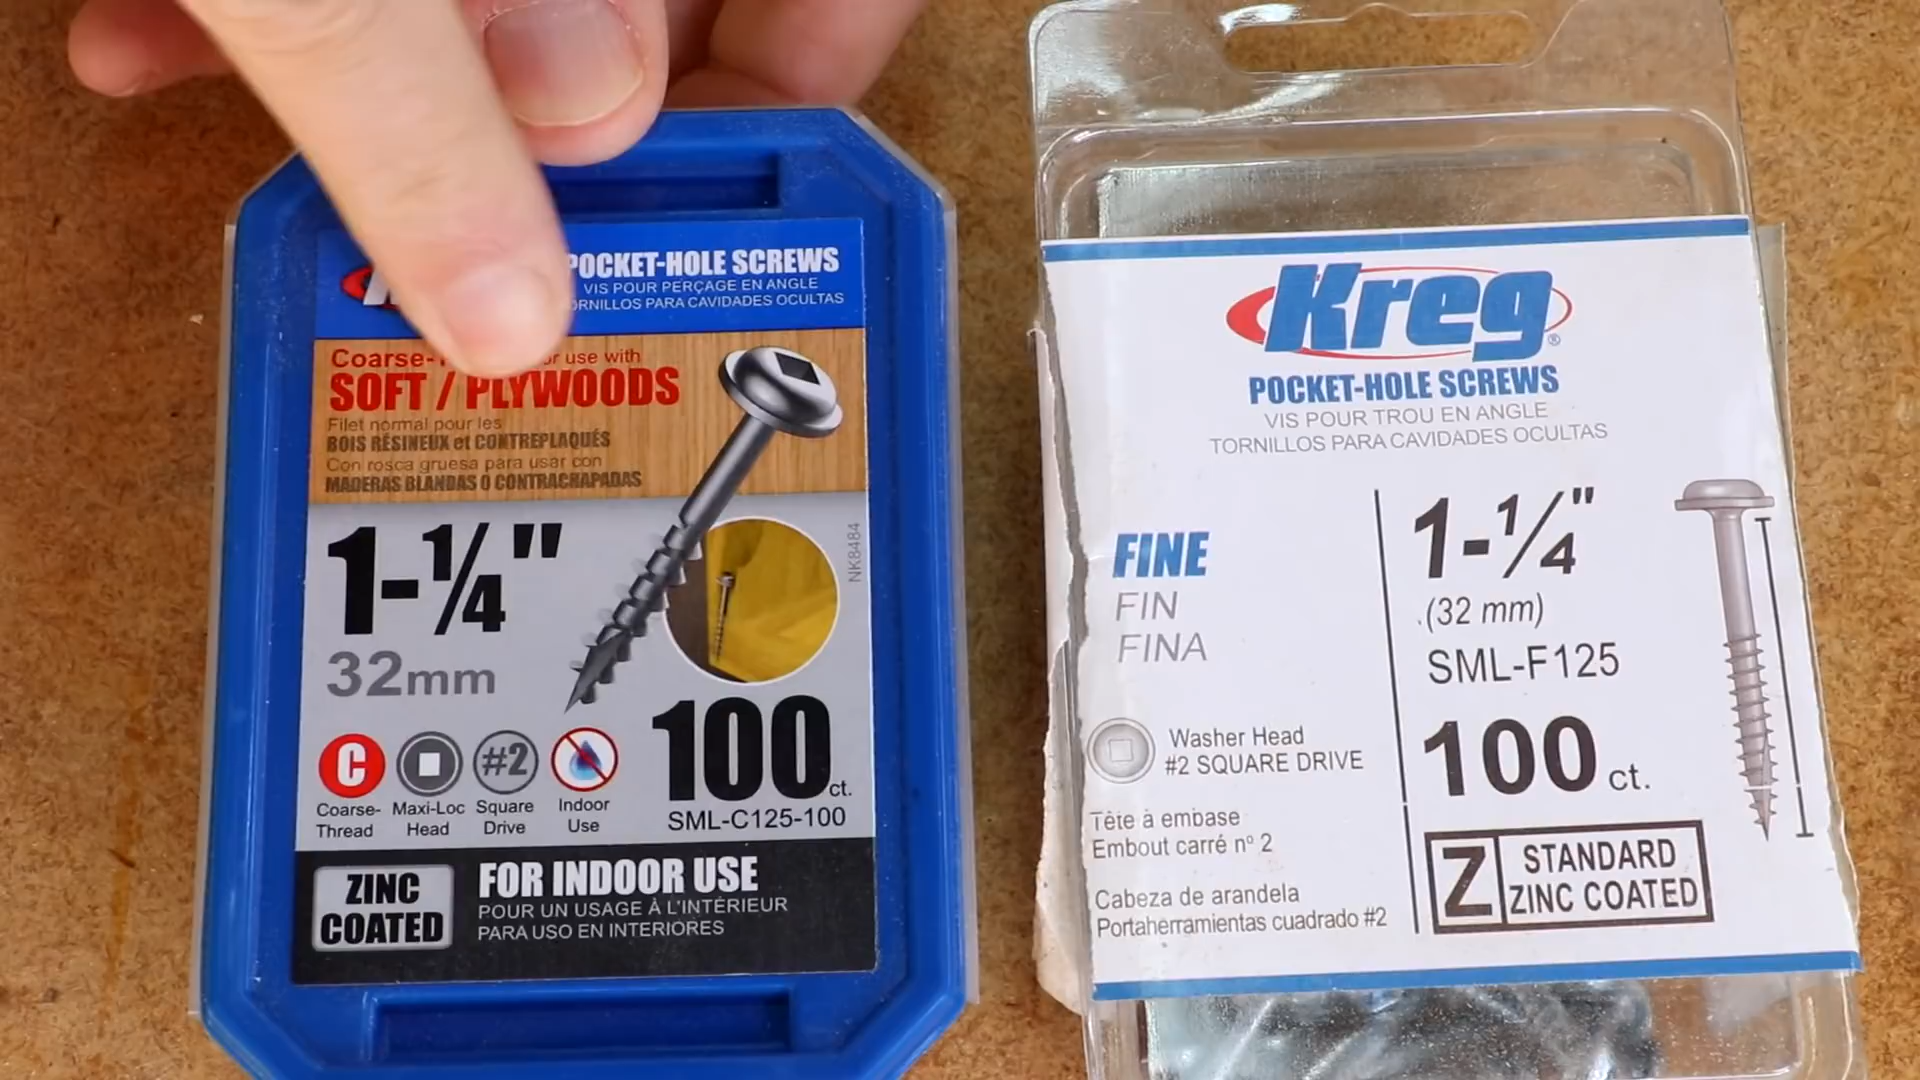 POCKET-HOLE SCREWS
VIS POUR PERÇAGE EN ANGLE
TORNILLOS PARA CAVIDADES OCULTAS
Coarse- or use with
SOFT / PLYWOODS
Filet normal pour les
BOIS RÉSINEUX et CONTREPLAQUÉS
Con rosca gruesa para usar con
MADERAS BLANDAS O CONTRACHAPADAS
1-¼"
32mm
NK8484
C
#2
Coarse-Thread
Maxi-Loc Head
Square Drive
Indoor Use
100 ct.
SML-C125-100
ZINC COATED
FOR INDOOR USE
POUR UN USAGE À L'INTÉRIEUR
PARA USO EN INTERIORES
Kreg®
POCKET-HOLE SCREWS
VIS POUR TROU EN ANGLE
TORNILLOS PARA CAVIDADES OCULTAS
FINE
FIN
FINA
1-¼"
(32 mm)
SML-F125
100 ct.
Washer Head
#2 SQUARE DRIVE
Tête à embase
Embout carré nº 2
Cabeza de arandela
Portaherramientas cuadrado #2
Z
STANDARD
ZINC COATED